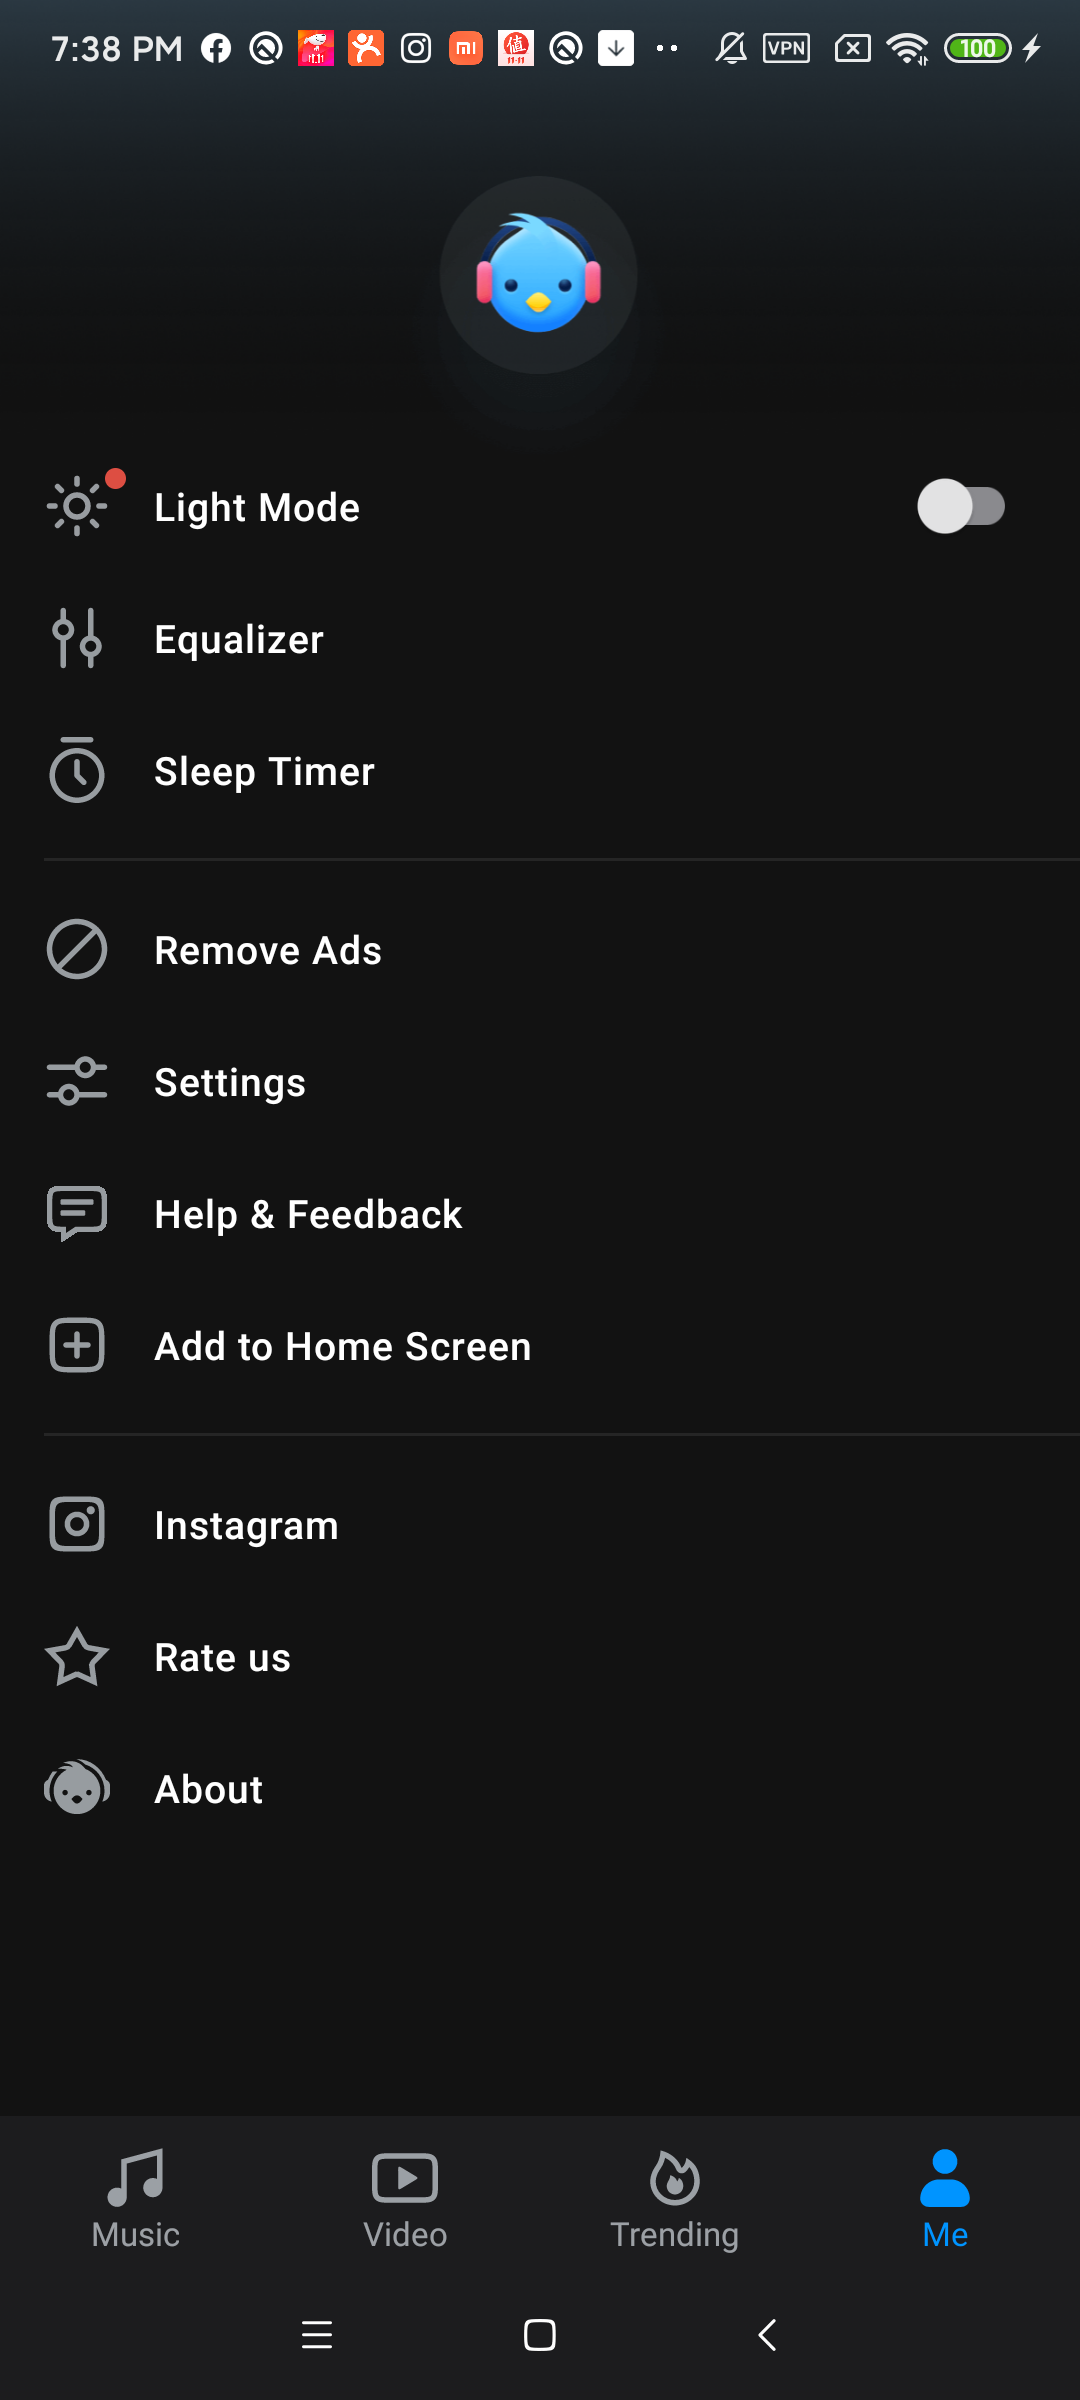 7:38 PM VPN 100
Light Mode
Equalizer
Sleep Timer
Remove Ads
Settings
Help & Feedback
Add to Home Screen
Instagram
Rate us
About
Music Video Trending Me